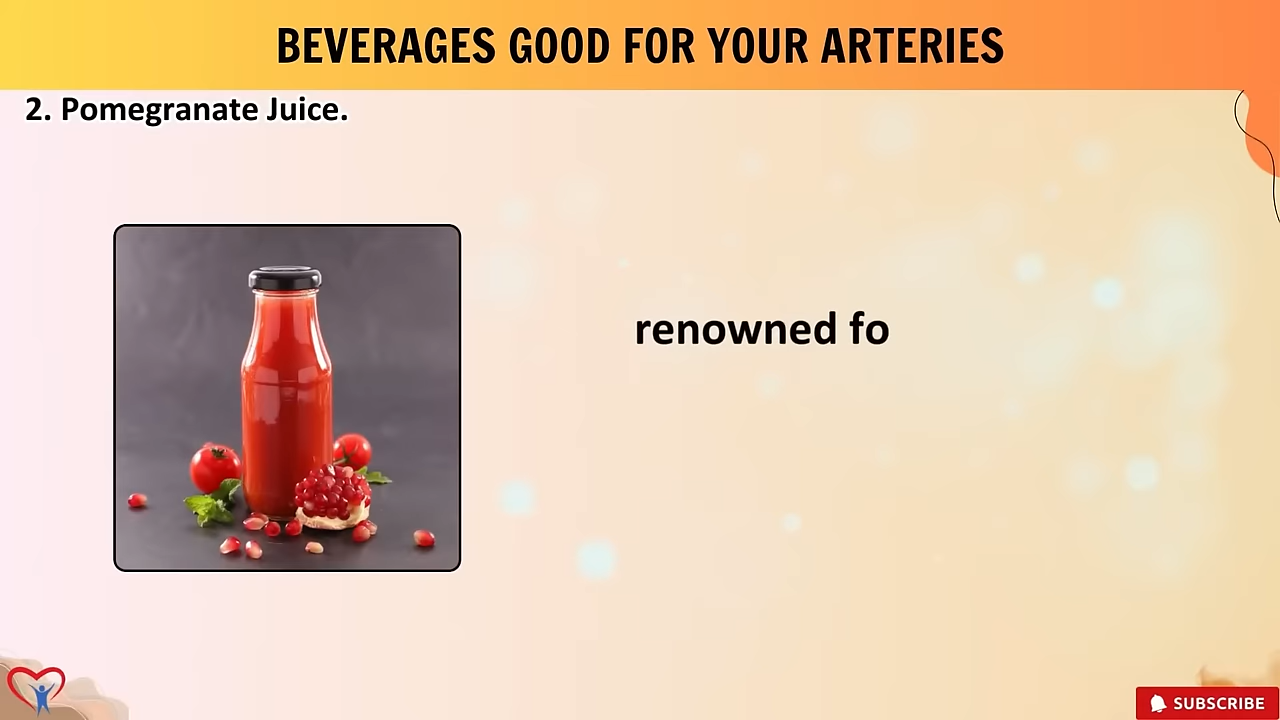 BEVERAGES GOOD FOR YOUR ARTERIES
2. Pomegranate Juice.
renowned fo
SUBSCRIBE